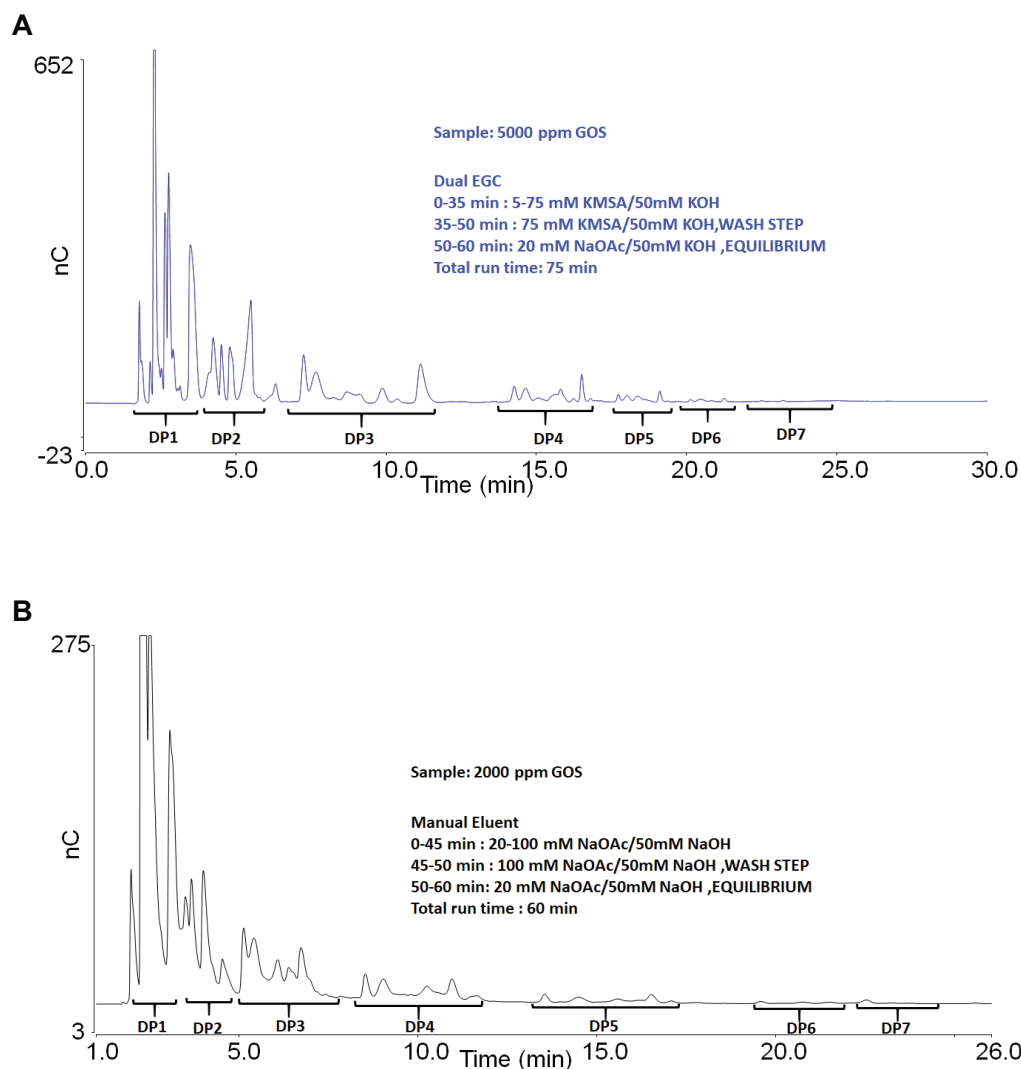 A
652
Sample: 5000 ppm GOS
Dual EGC
0-35 min : 5-75 mM KMSA/50mM KOH
35-50 min : 75 mM KMSA/50mM KOH,WASH STEP
50-60 min: 20 mM NaOAc/50mM KOH ,EQUILIBRIUM
Total run time: 75 min
nC
DP1 DP2 DP3 DP4 DP5 DP6 DP7
-23
0.0 5.0 10.0 15.0 20.0 25.0 30.0
Time (min)
B
275
Sample: 2000 ppm GOS
Manual Eluent
0-45 min : 20-100 mM NaOAc/50mM NaOH
45-50 min : 100 mM NaOAc/50mM NaOH ,WASH STEP
50-60 min: 20 mM NaOAc/50mM NaOH ,EQUILIBRIUM
Total run time : 60 min
nC
DP1 DP2 DP3 DP4 DP5 DP6 DP7
3
1.0 5.0 10.0 15.0 20.0 26.0
Time (min)